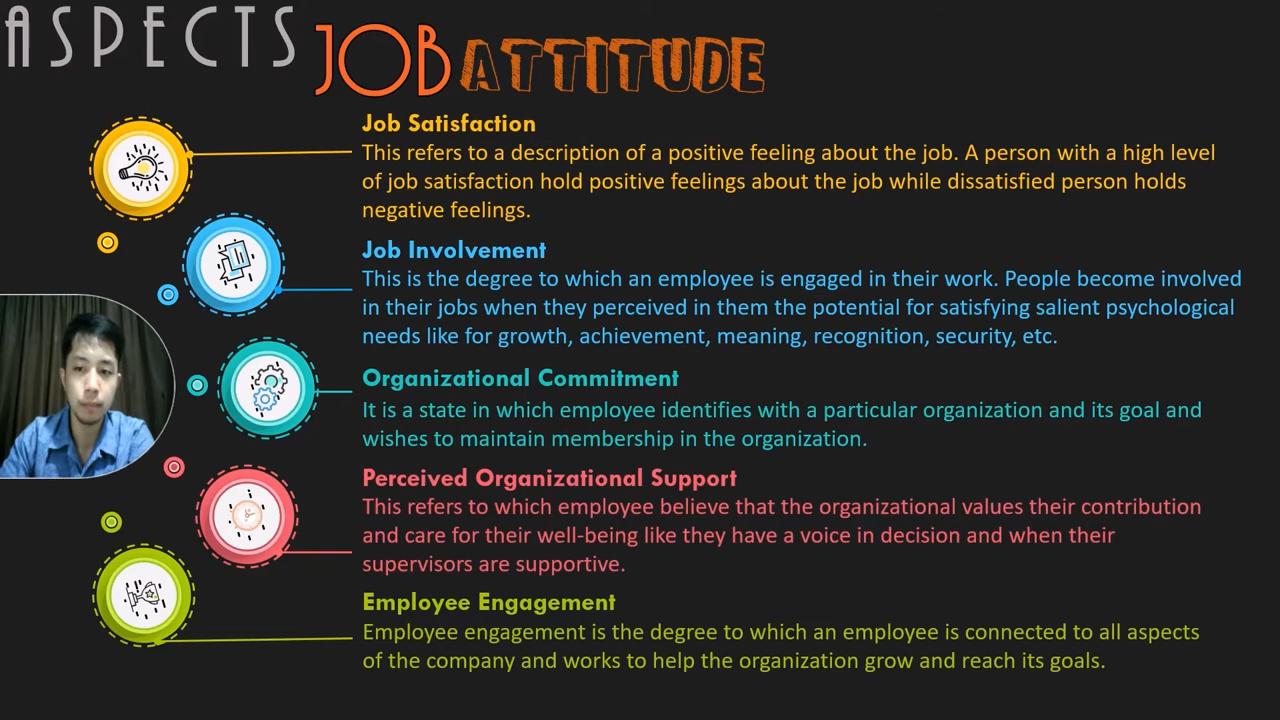 ASPECTS
JOB ATTITUDE
Job Satisfaction
This refers to a description of a positive feeling about the job. A person with a high level
of job satisfaction hold positive feelings about the job while dissatisfied person holds
negative feelings.
Job Involvement
This is the degree to which an employee is engaged in their work. People become involved
in their jobs when they perceived in them the potential for satisfying salient psychological
needs like for growth, achievement, meaning, recognition, security, etc.
Organizational Commitment
It is a state in which employee identifies with a particular organization and its goal and
wishes to maintain membership in the organization.
Perceived Organizational Support
This refers to which employee believe that the organizational values their contribution
and care for their well-being like they have a voice in decision and when their
supervisors are supportive.
Employee Engagement
Employee engagement is the degree to which an employee is connected to all aspects
of the company and works to help the organization grow and reach its goals.